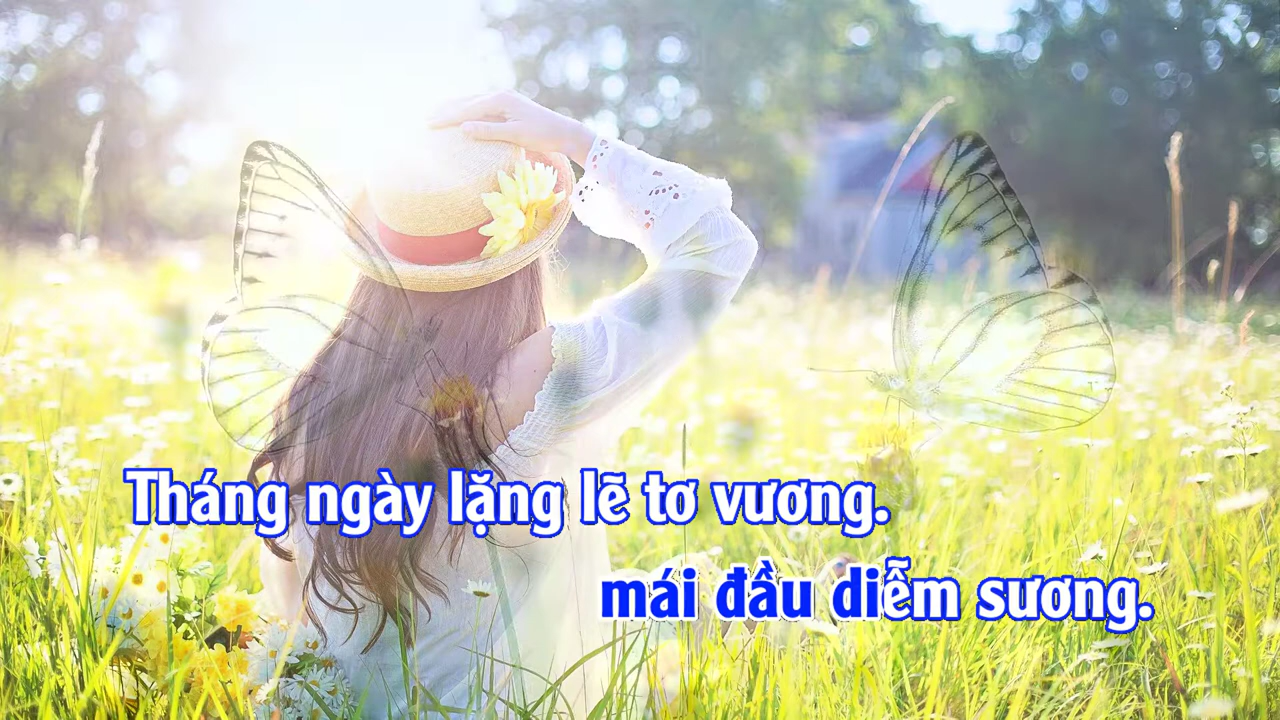 Tháng ngày lặng lẽ tơ vương.
mái đầu diễm sương.